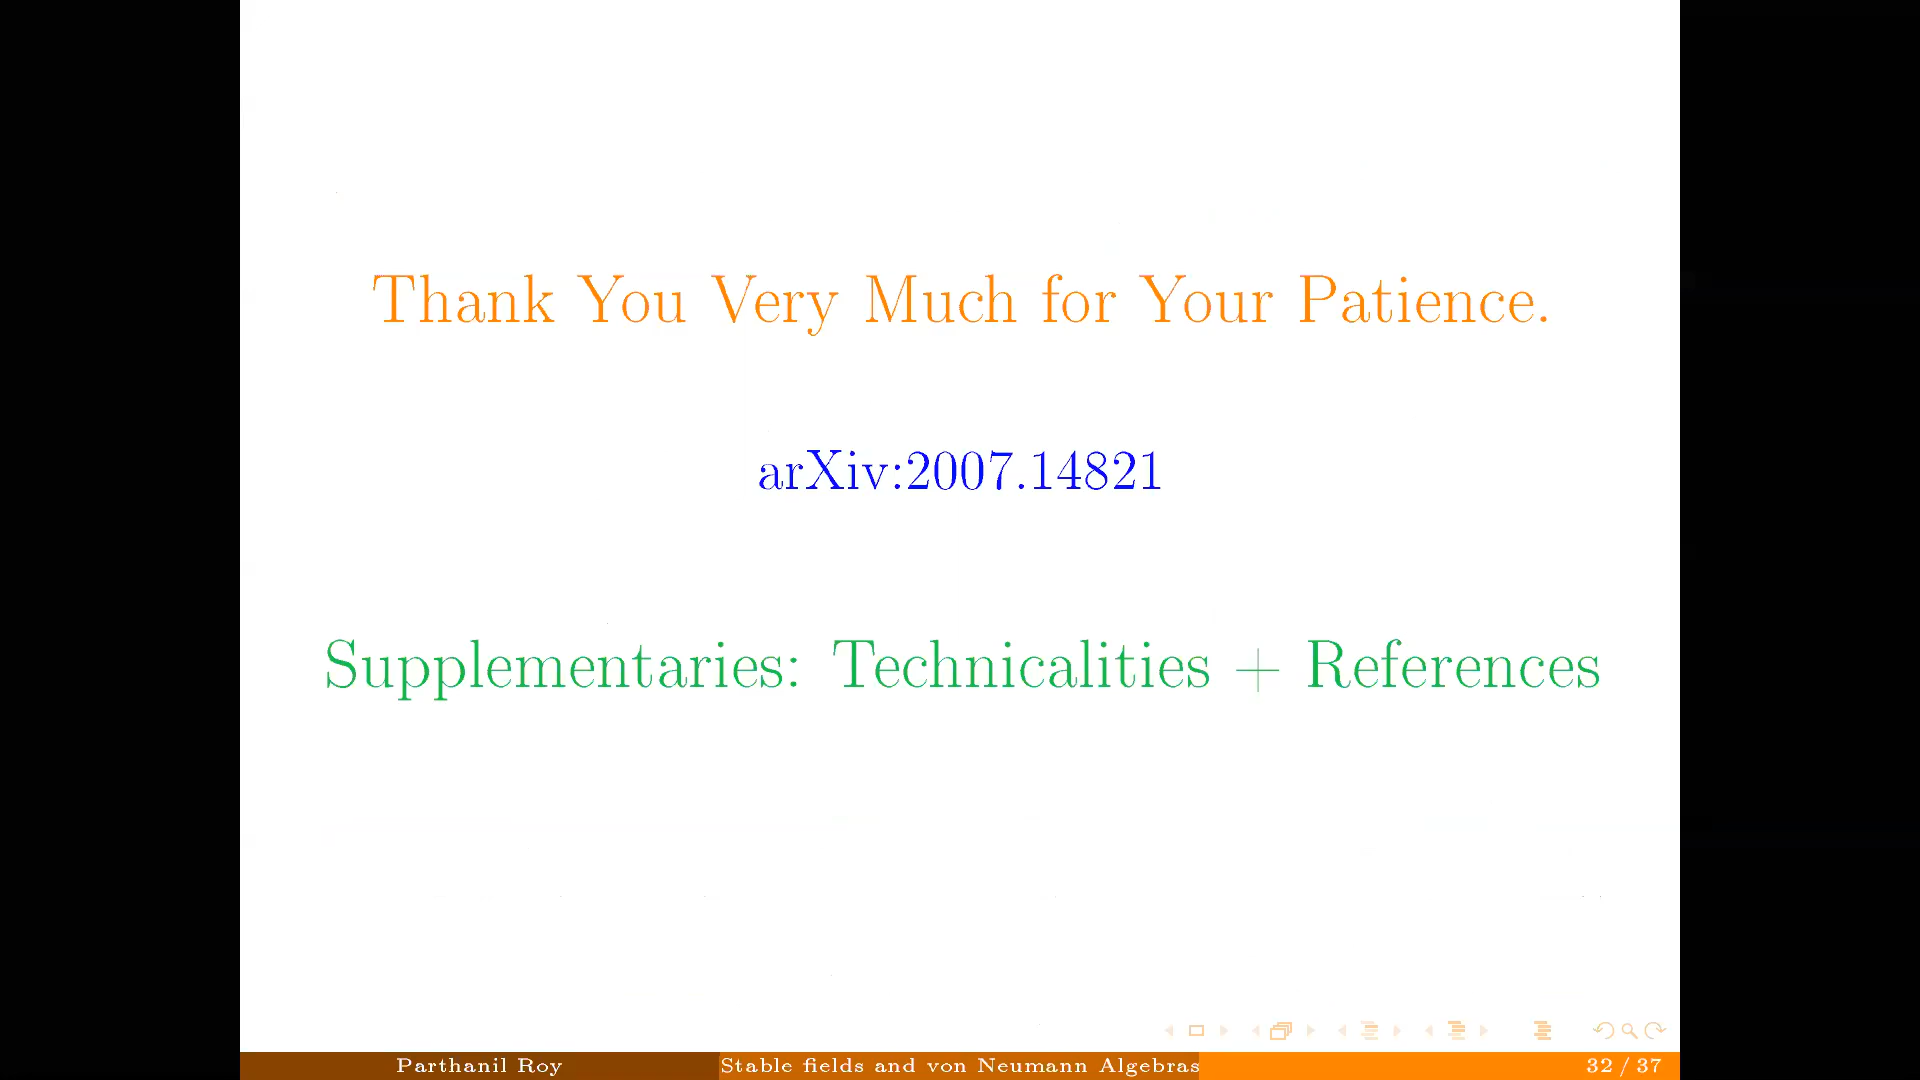 Thank You Very Much for Your Patience.
arXiv:2007.14821
Supplementaries: Technicalities + References
Parthanil Roy
Stable fields and von Neumann Algebras
32 / 37